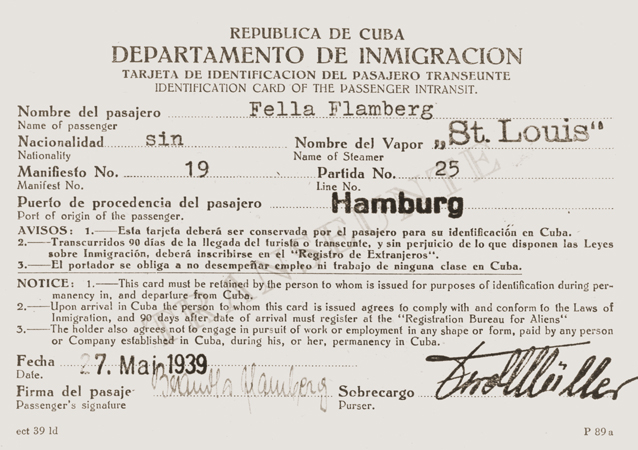 REPUBLICA DE CUBA
DEPARTAMENTO DE INMIGRACION
TARJETA DE IDENTIFICACION DEL PASAJERO TRANSEUNTE
IDENTIFICATION CARD OF THE PASSENGER INTRANSIT.
Nombre del pasajero Fella Flamberg
Name of passenger
Nacionalidad sin Nombre del Vapor „St. Louis"
Nationality Name of Steamer
Manifiesto No. 19 Partida No. 25
Manifest No. Line No.
Puerto de procedencia del pasajero Hamburg
Port of origin of the passenger.
TRANSEUNTE
AVISOS: 1.— Esta tarjeta deberá ser conservada por el pasajero para su identificación en Cuba.
2.— Transcurridos 90 días de la llegada del turista o transeunte, y sin perjuicio de lo que disponen las Leyes
sobre Inmigración, deberá inscribirse en el "Registro de Extranjeros".
3.— El portador se obliga a no desempeñar empleo ni trabajo de ninguna clase en Cuba.
NOTICE: 1.— This card must be retained by the person to whom is issued for purposes of identification during per-
manency in, and departure from Cuba.
2.— Upon arrival in Cuba the person to whom this card is issued agrees to comply with and conform to the Laws of
Inmigration, and 90 days after date of arrival must register at the "Registration Bureau for Aliens"
3.— The holder also agrees not to engage in pursuit of work or employment in any shape or form, paid by any person
or Company established in Cuba, during his, or her, permanency in Cuba.
Fecha 27. Mai 1939
Date.
Firma del pasaje Flamberg Sobrecargo Müller
Passenger's signature Purser.
ect 39 ld P 89a